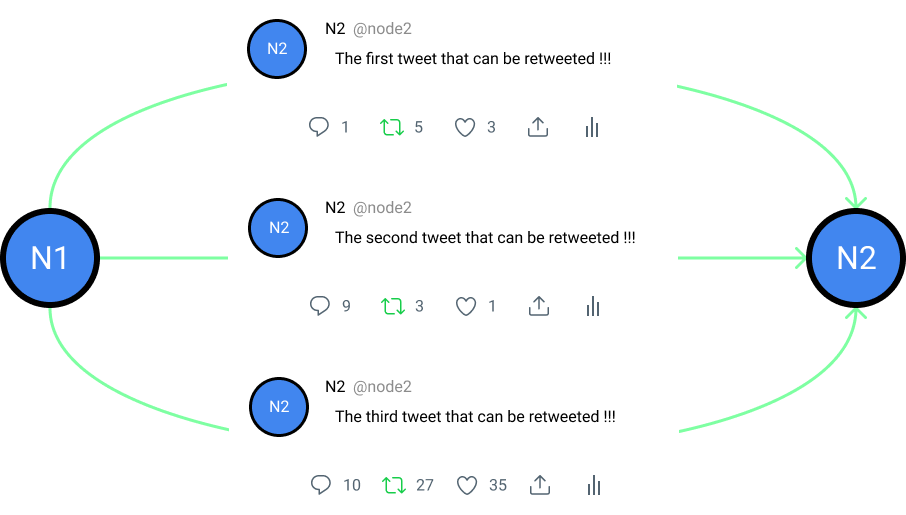 N2 @node2
N2
The first tweet that can be retweeted !!!
1 5 3
N2 @node2
N2
The second tweet that can be retweeted !!!
N1
N2
9 3 1
N2 @node2
N2
The third tweet that can be retweeted !!!
10 27 35